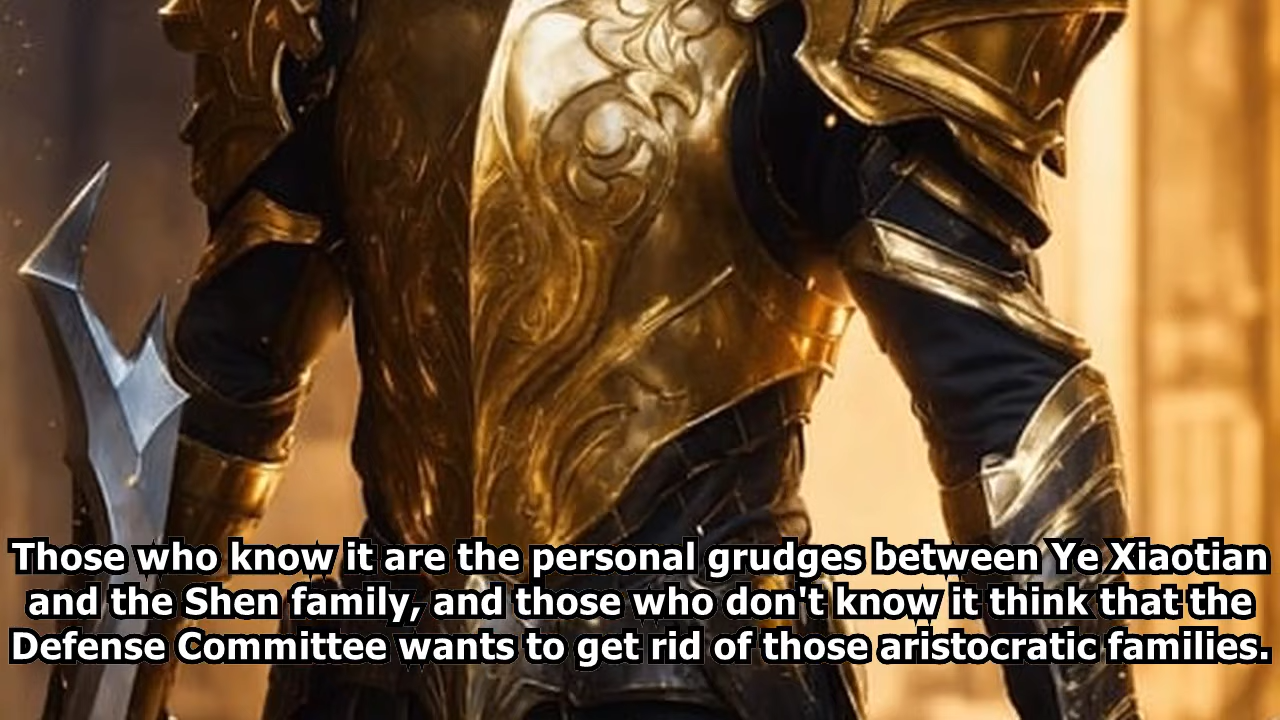 Those who know it are the personal grudges between Ye Xiaotian
and the Shen family, and those who don't know it think that the
Defense Committee wants to get rid of those aristocratic families.